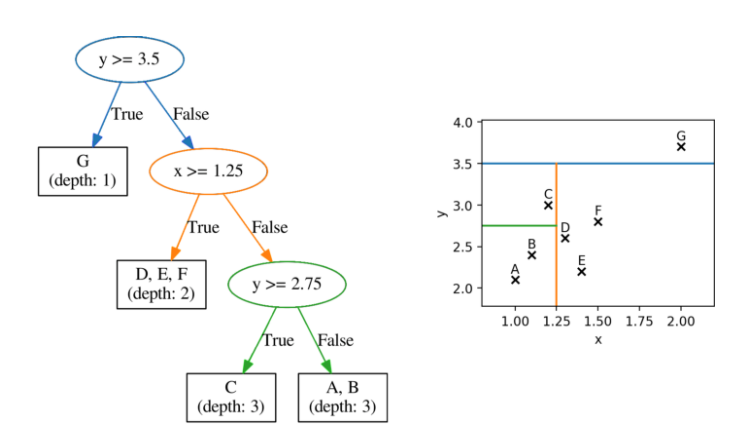 y >= 3.5
True
False
G
(depth: 1)
x >= 1.25
True
False
D, E, F
(depth: 2)
y >= 2.75
True
False
C
(depth: 3)
A, B
(depth: 3)
4.0
3.5
3.0
2.5
2.0
y
G
C
F
D
B
E
A
1.00 1.25 1.50 1.75 2.00
x